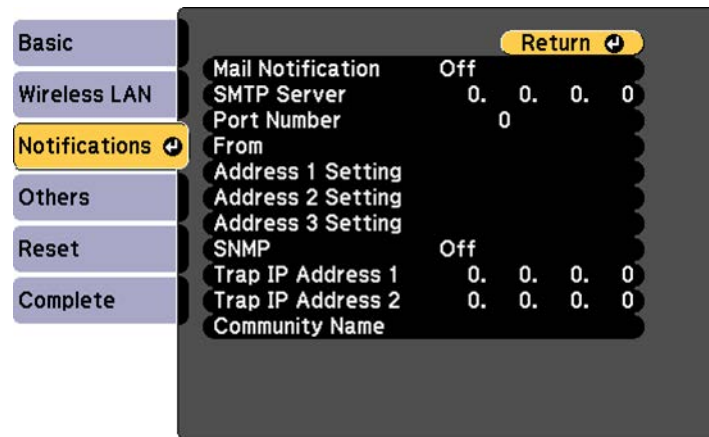 Basic
Wireless LAN
Notifications
Others
Reset
Complete
Return
Mail Notification Off
SMTP Server 0. 0. 0. 0
Port Number 0
From
Address 1 Setting
Address 2 Setting
Address 3 Setting
SNMP Off
Trap IP Address 1 0. 0. 0. 0
Trap IP Address 2 0. 0. 0. 0
Community Name